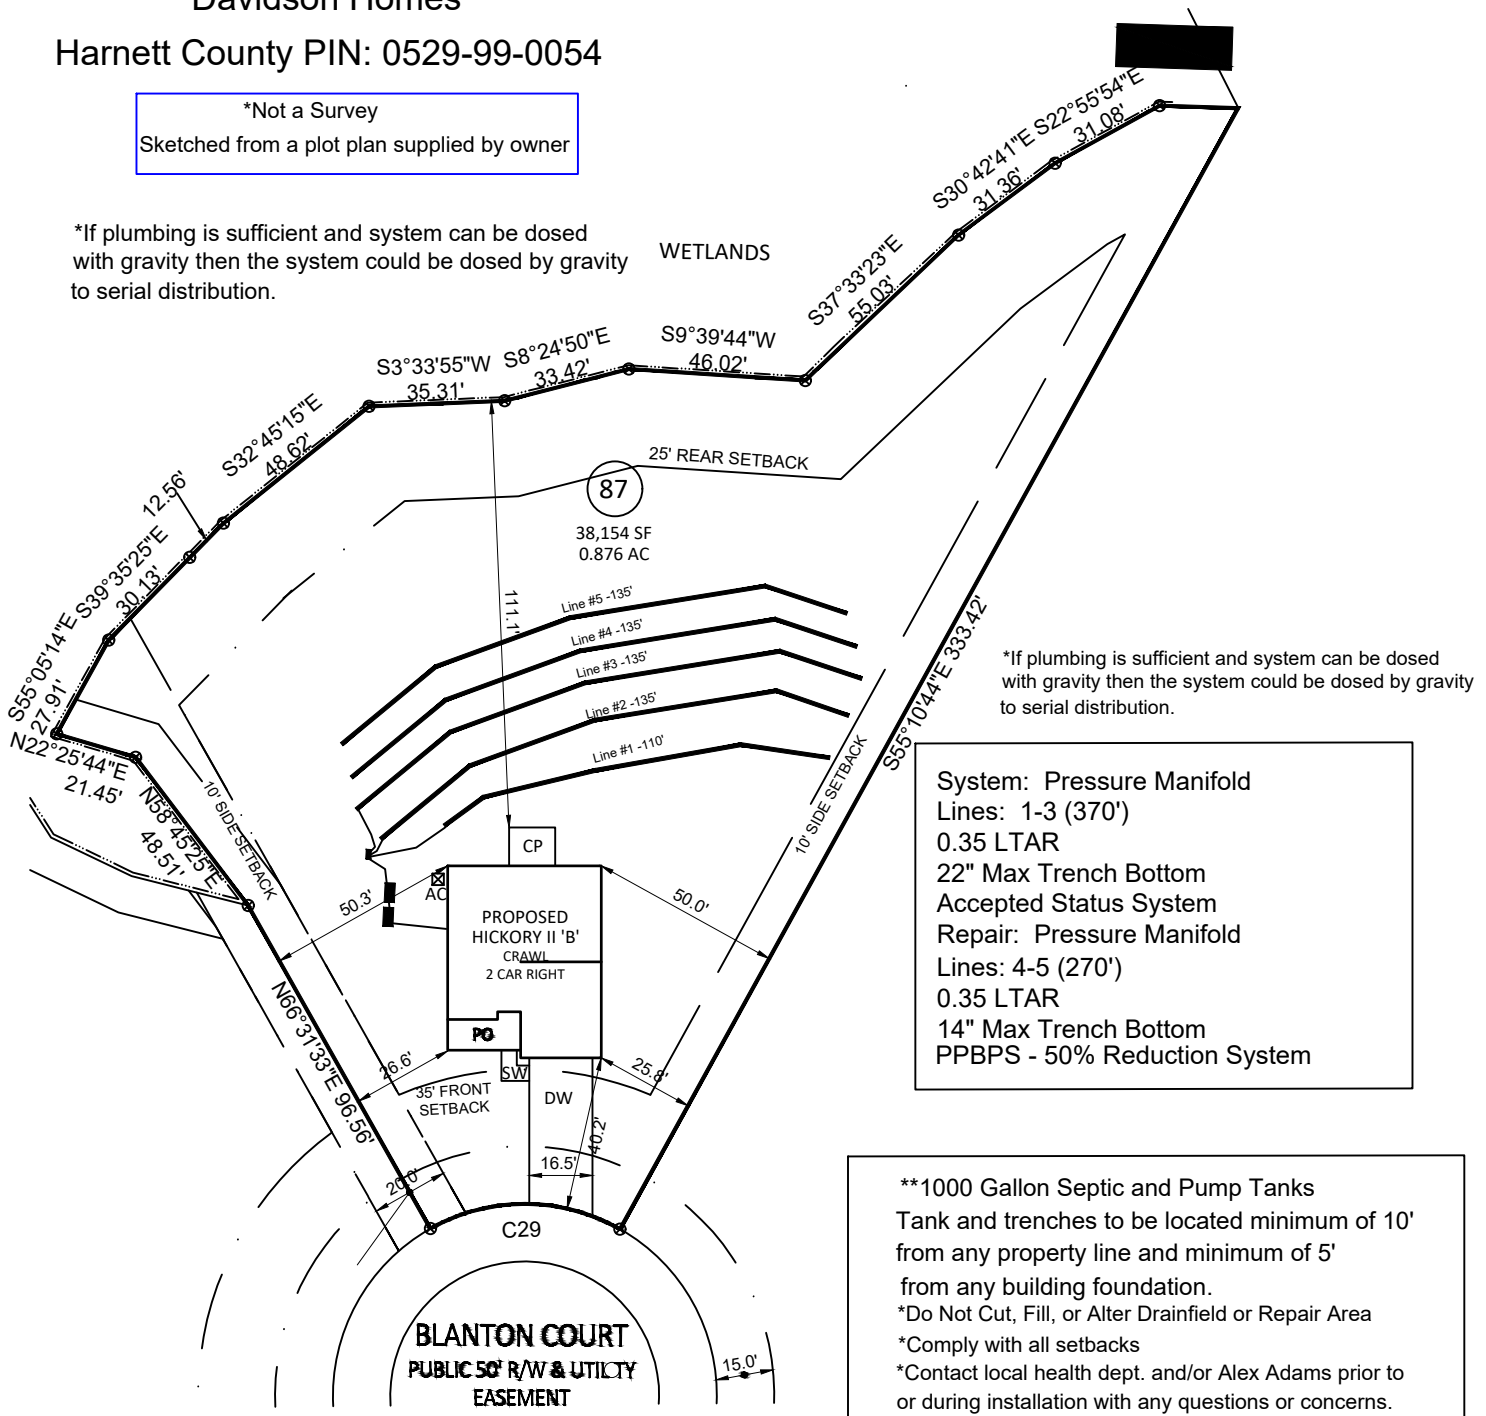 Davidson Homes
Harnett County PIN: 0529-99-0054
*Not a Survey
Sketched from a plot plan supplied by owner
*If plumbing is sufficient and system can be dosed
with gravity then the system could be dosed by gravity
to serial distribution.
WETLANDS
S22°55'54"E
31.08'
S30°42'41"E
31.36'
S37°33'23"E
55.03'
S9°39'44"W
46.02'
S8°24'50"E
33.42'
S3°33'55"W
35.31'
S32°45'15"E
48.62'
12.56'
S39°35'25"E
30.13'
S55°05'14"E
27.91'
N22°25'44"E
21.45'
N58°45'25"E
48.51'
25' REAR SETBACK
87
38,154 SF
0.876 AC
111.1'
Line #5 -135'
Line #4 -135'
Line #3 -135'
Line #2 -135'
Line #1 -110'
S55°10'44"E 333.42'
10' SIDE SETBACK
10' SIDE SETBACK
*If plumbing is sufficient and system can be dosed
with gravity then the system could be dosed by gravity
to serial distribution.
System: Pressure Manifold
Lines: 1-3 (370')
0.35 LTAR
22" Max Trench Bottom
Accepted Status System
Repair: Pressure Manifold
Lines: 4-5 (270')
0.35 LTAR
14" Max Trench Bottom
PPBPS - 50% Reduction System
CP
AC
50.3'
50.0'
PROPOSED
HICKORY II 'B'
CRAWL
2 CAR RIGHT
PO
SW
DW
26.6'
25.8'
35' FRONT
SETBACK
N66°31'33"E 96.56'
40.2'
16.5'
20.0'
C29
BLANTON COURT
PUBLIC 50' R/W & UTILITY
EASEMENT
15.0'
**1000 Gallon Septic and Pump Tanks
Tank and trenches to be located minimum of 10'
from any property line and minimum of 5'
from any building foundation.
*Do Not Cut, Fill, or Alter Drainfield or Repair Area
*Comply with all setbacks
*Contact local health dept. and/or Alex Adams prior to
or during installation with any questions or concerns.